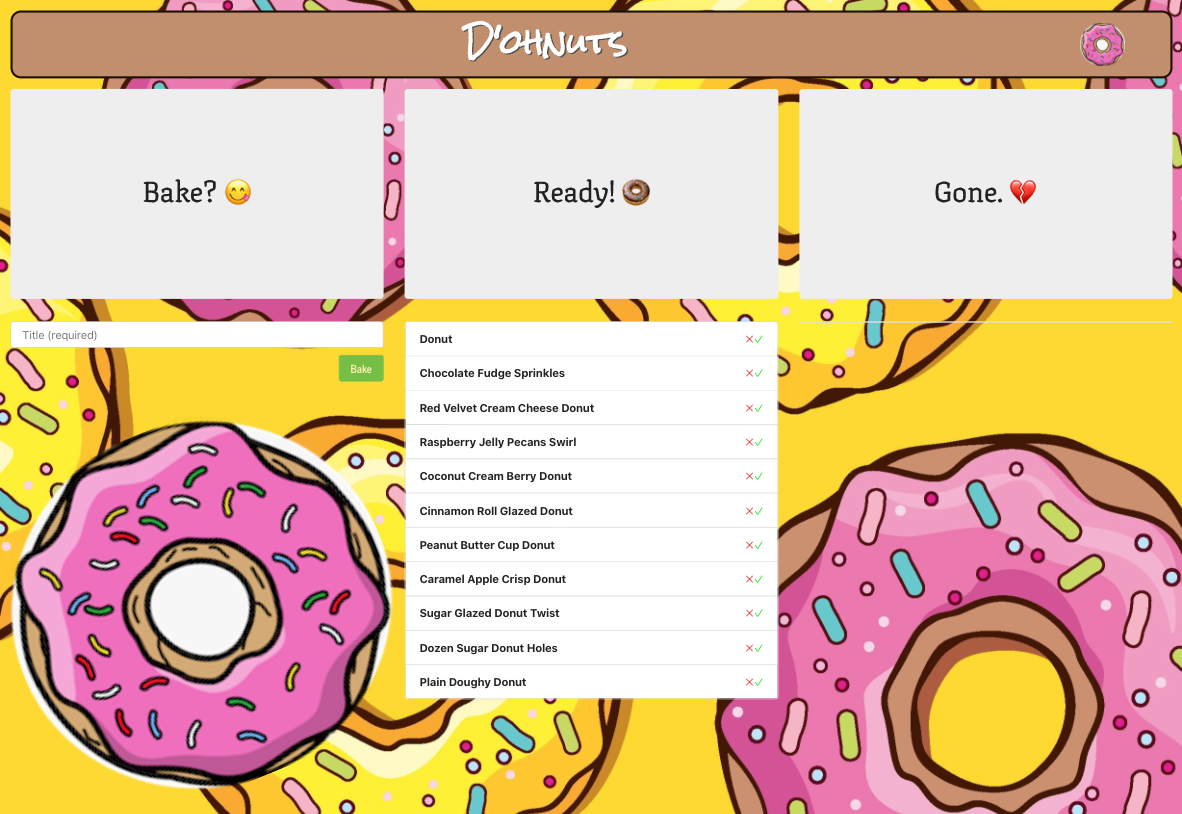 D'ohNuts
Bake? 😋
Ready! 🍩
Gone. 💔
Title (required)
Bake
Donut
Chocolate Fudge Sprinkles
Red Velvet Cream Cheese Donut
Raspberry Jelly Pecans Swirl
Coconut Cream Berry Donut
Cinnamon Roll Glazed Donut
Peanut Butter Cup Donut
Caramel Apple Crisp Donut
Sugar Glazed Donut Twist
Dozen Sugar Donut Holes
Plain Doughy Donut